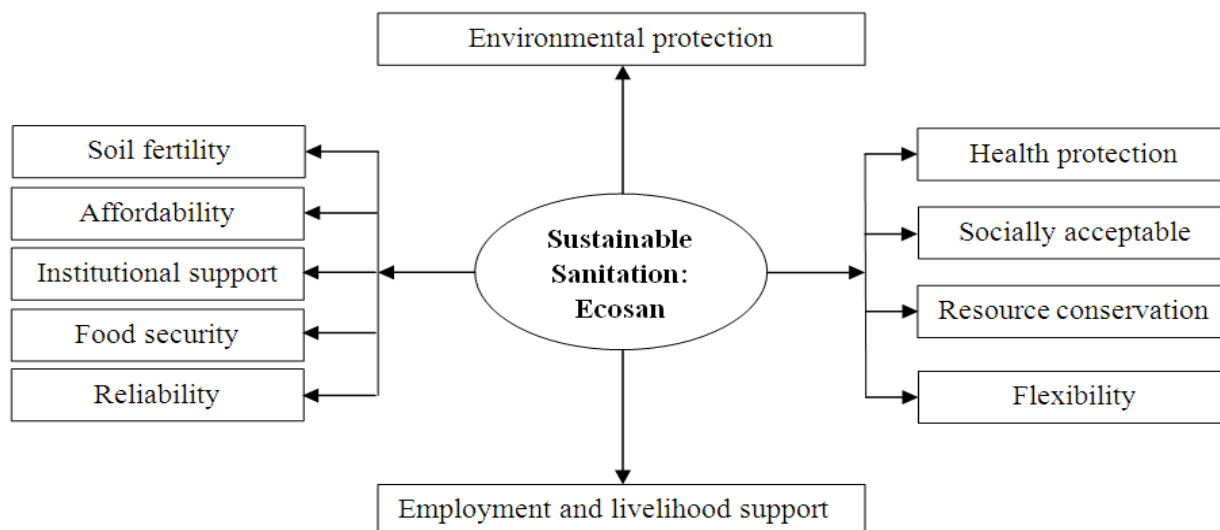 Environmental protection
Soil fertility
Affordability
Institutional support
Food security
Reliability
Sustainable
Sanitation:
Ecosan
Health protection
Socially acceptable
Resource conservation
Flexibility
Employment and livelihood support